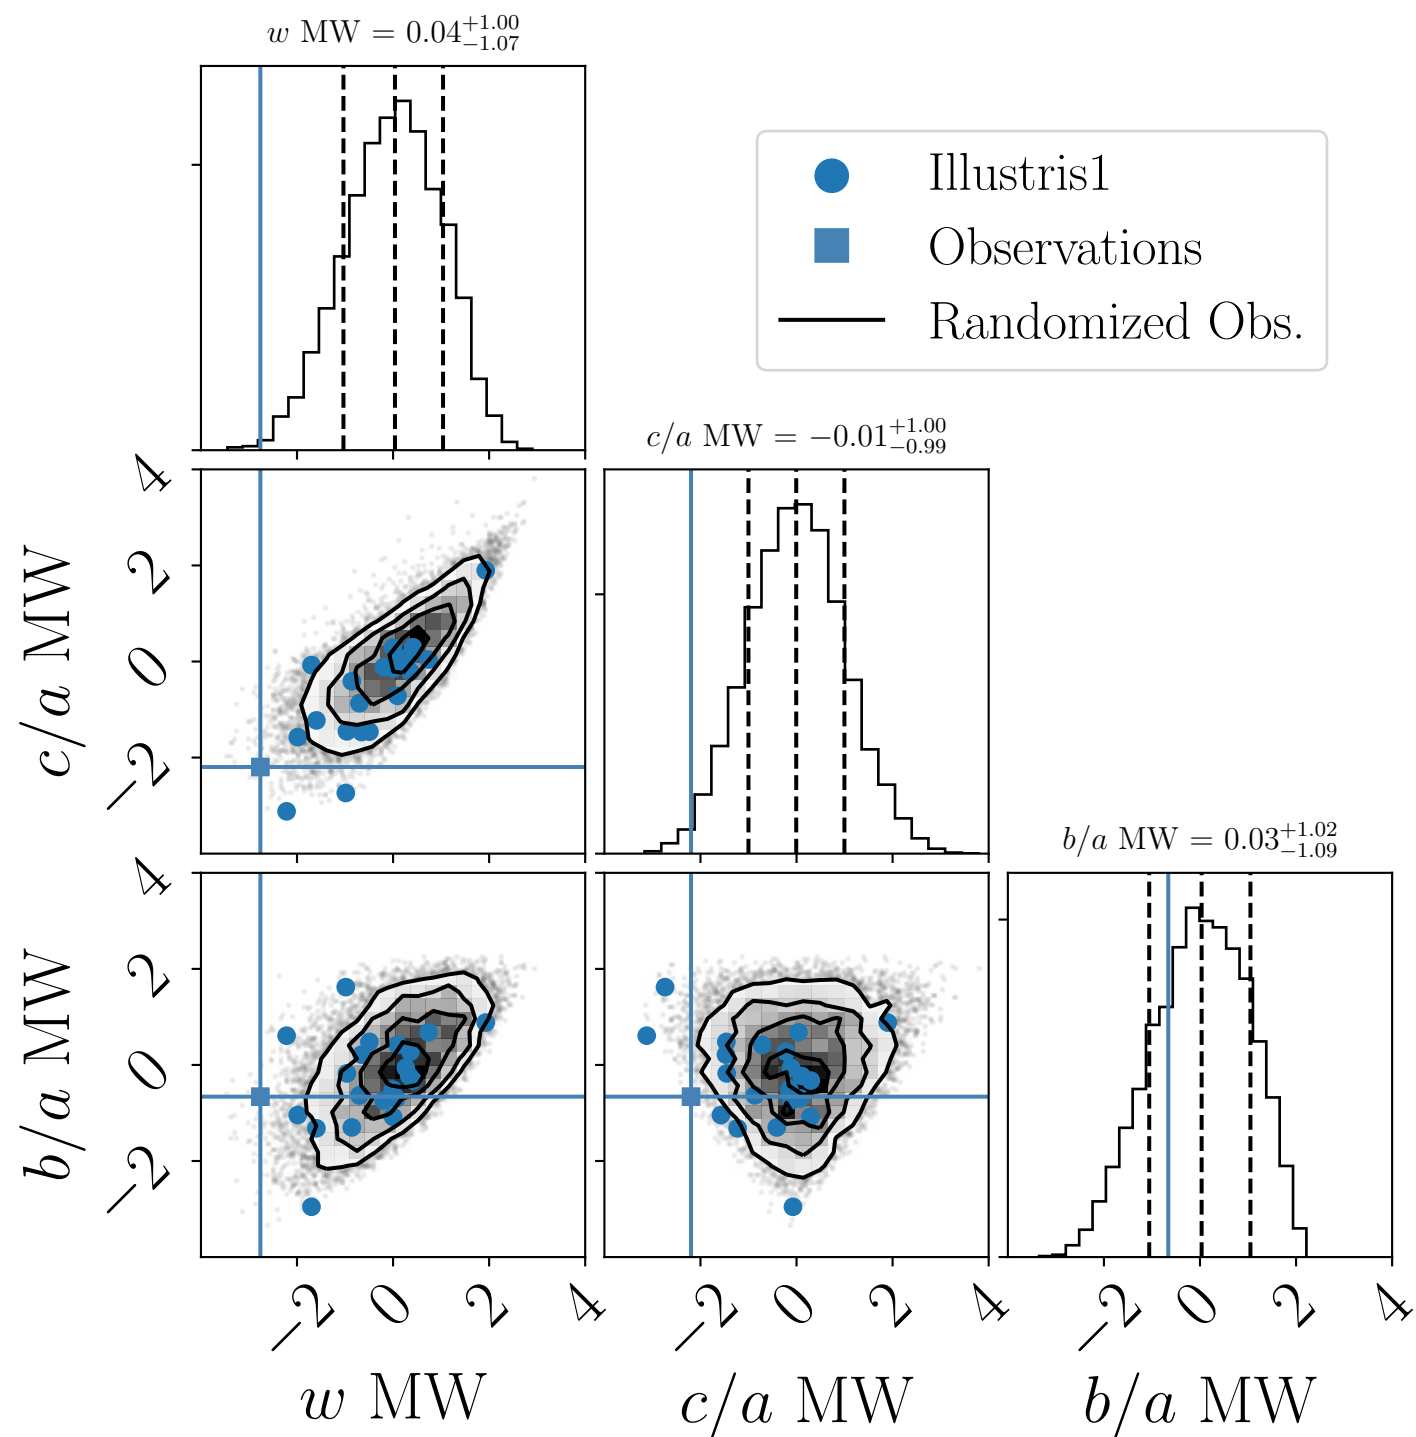 w MW = 0.04^{+1.00}_{-1.07}
Illustris1
Observations
Randomized Obs.
c/a MW = −0.01^{+1.00}_{-0.99}
4
2
0
−2
c/a MW
b/a MW = 0.03^{+1.02}_{-1.09}
4
2
0
−2
b/a MW
−2 0 2 4
−2 0 2 4
−2 0 2 4
w MW
c/a MW
b/a MW